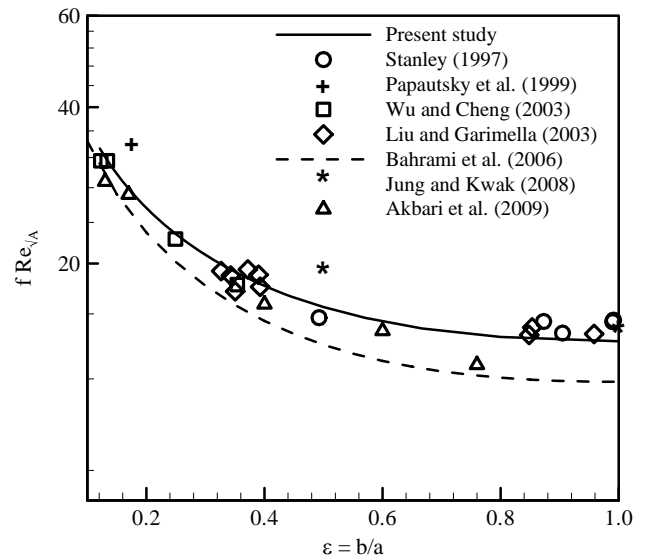 60
40
20
f Re√A
Present study
Stanley (1997)
Papautsky et al. (1999)
Wu and Cheng (2003)
Liu and Garimella (2003)
Bahrami et al. (2006)
Jung and Kwak (2008)
Akbari et al. (2009)
0.2 0.4 0.6 0.8 1.0
ε = b/a